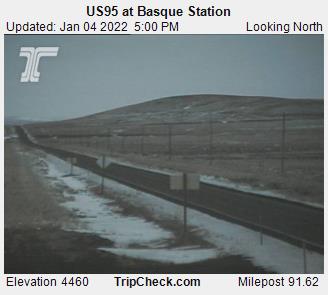 US95 at Basque Station
Updated: Jan 04 2022 5:00 PM Looking North
Elevation 4460 TripCheck.com Milepost 91.62